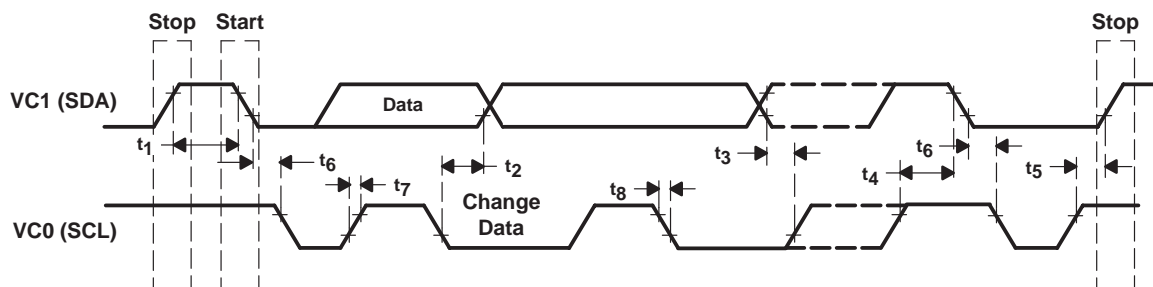 Stop Start Stop
VC1 (SDA)
Data
t1 t6 t7 t2 t8 t3 t4 t6 t5
Change
Data
VC0 (SCL)